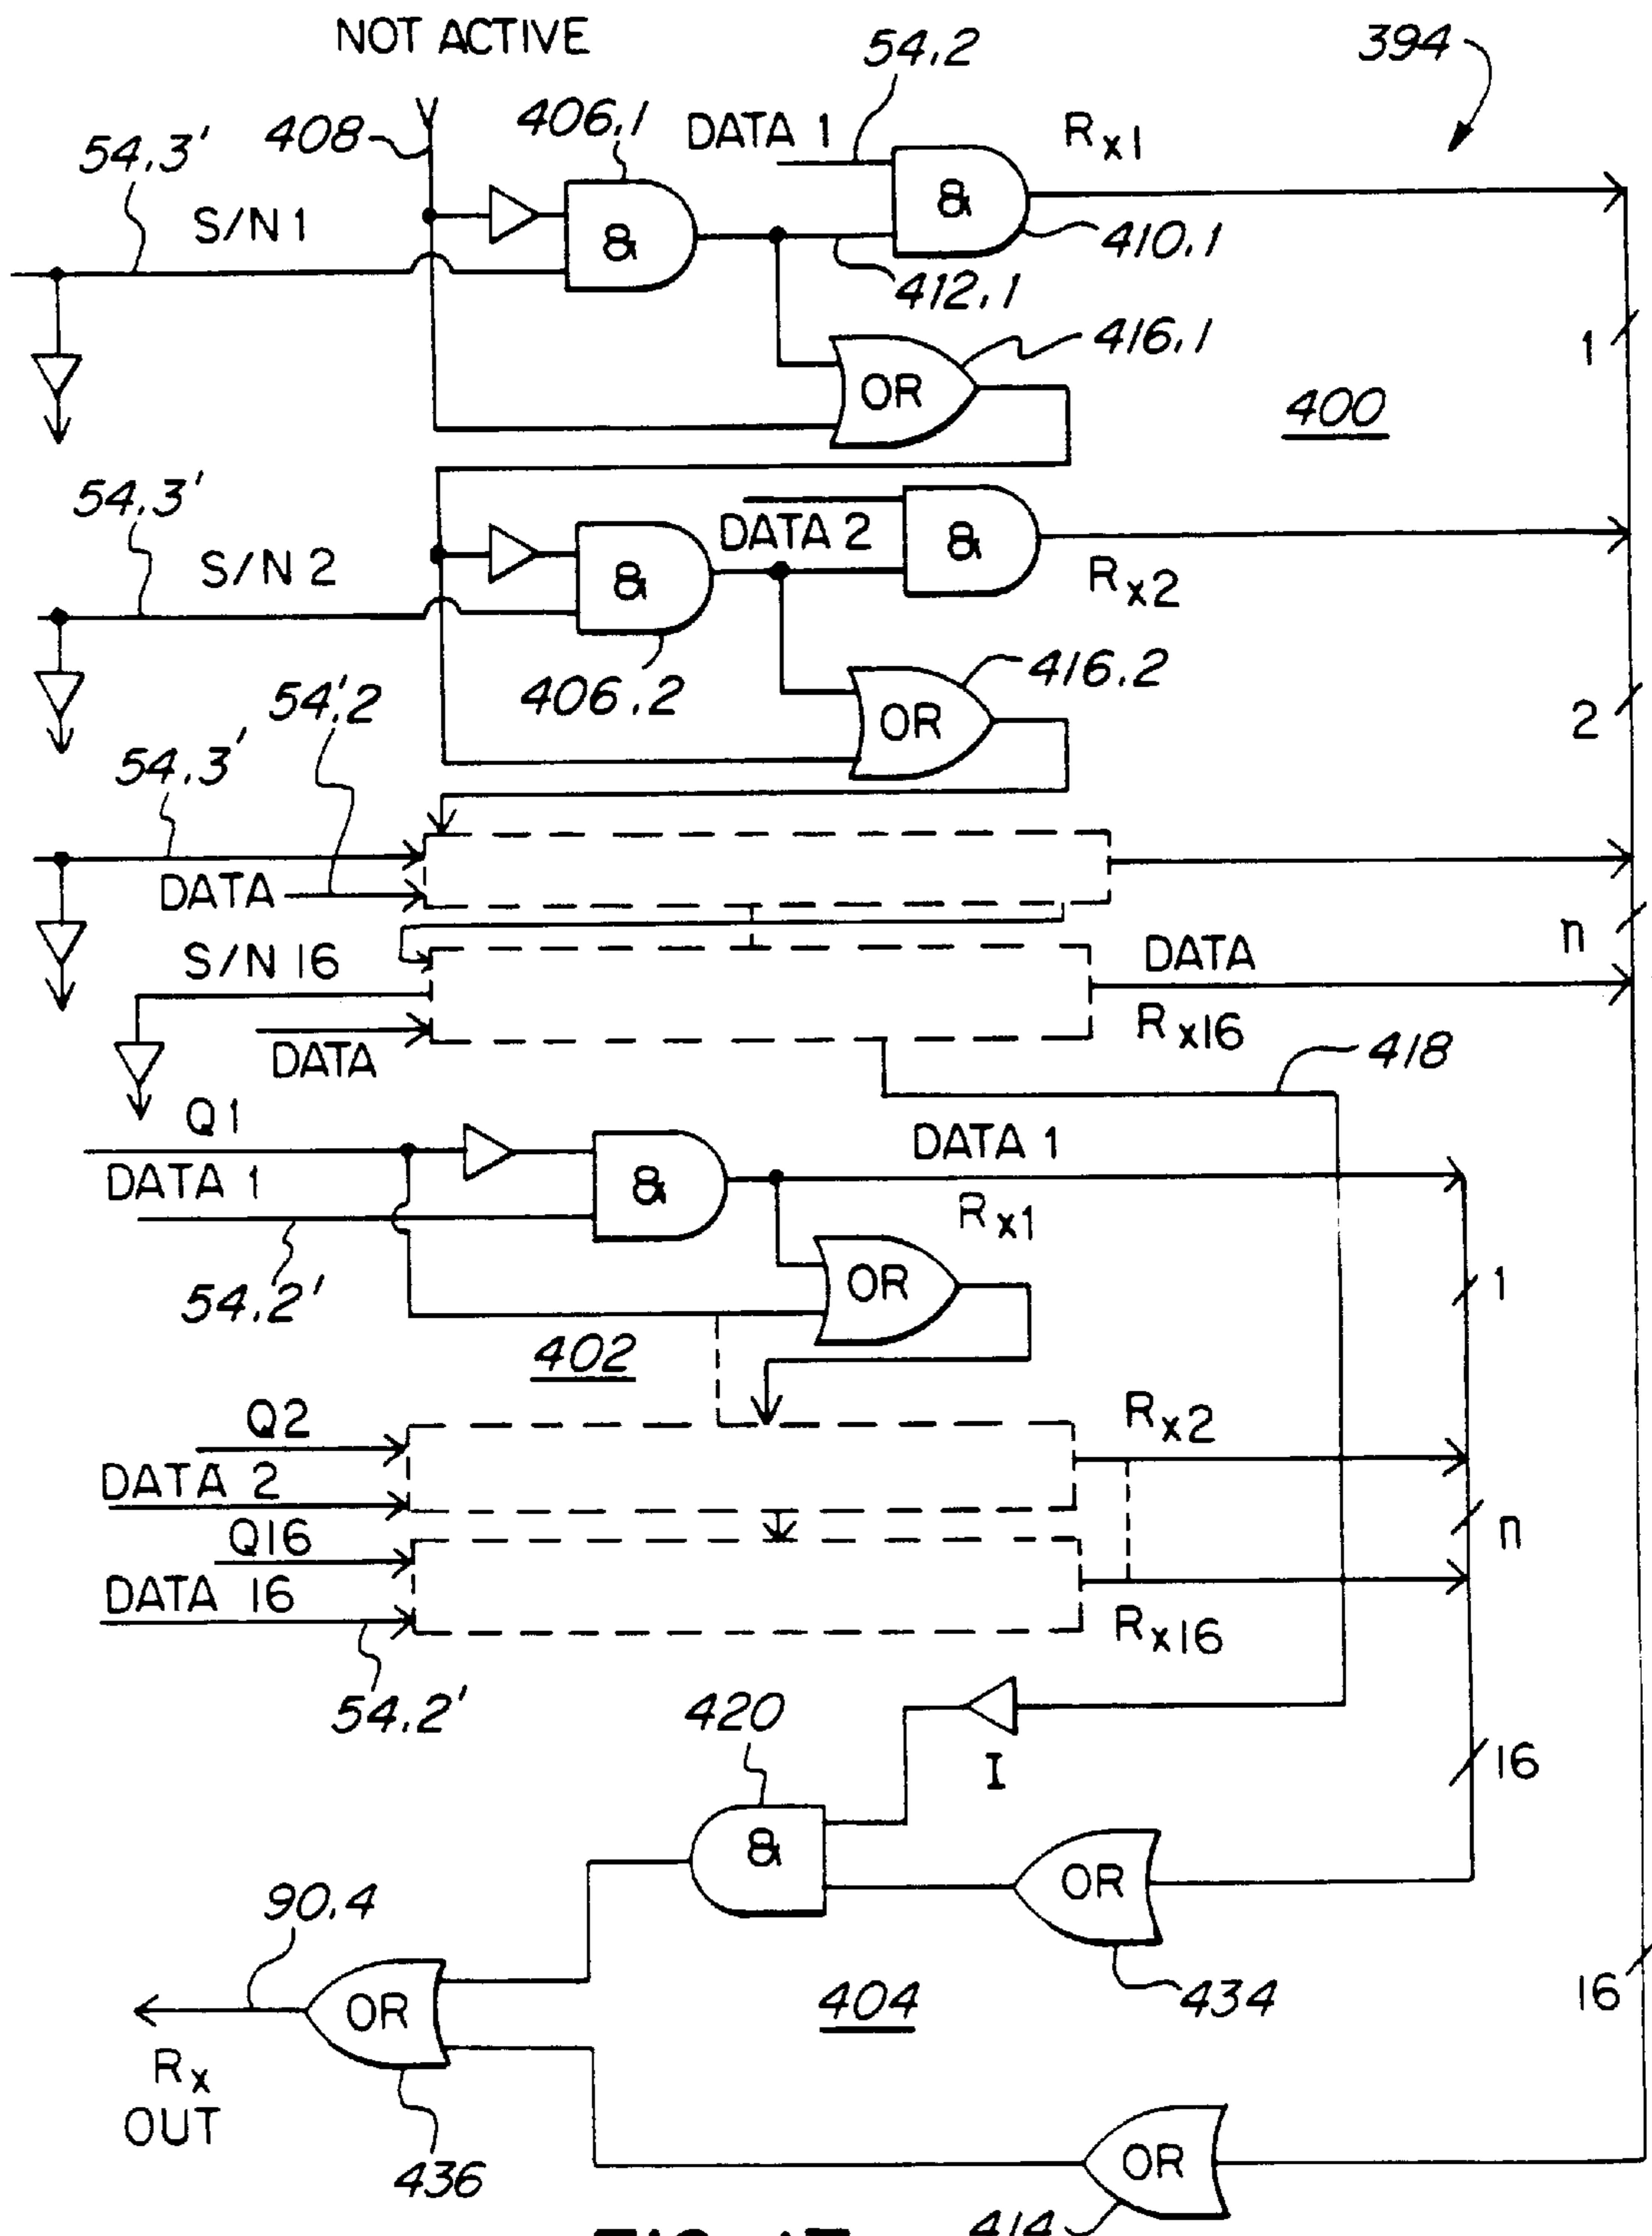 NOT ACTIVE
54.2
394
408
406.1
DATA 1
Rx1
54.3'
S/N 1
&
&
410.1
412.1
416.1
1
OR
400
54.3'
S/N 2
DATA 2
&
&
Rx2
406.2
416.2
54'.2
OR
2
54.3'
DATA
n
S/N 16
DATA
Rx16
DATA
418
Q1
DATA 1
DATA 1
&
Rx1
54.2'
OR
1
402
Q2
Rx2
DATA 2
Q16
n
DATA 16
Rx16
54.2'
420
I
16
&
OR
90.4
OR
404
434
16
Rx
OUT
436
OR
414